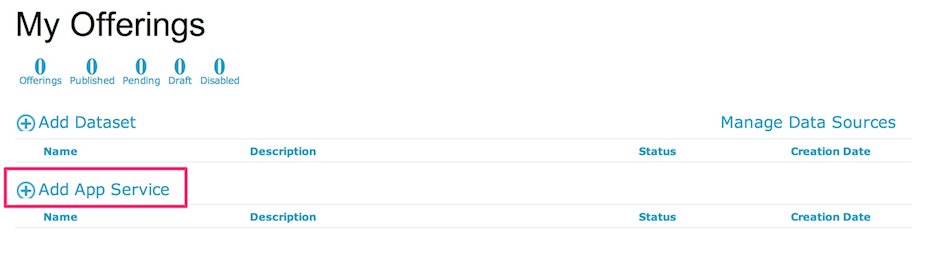 My Offerings
0 0 0 0 0
Offerings Published Pending Draft Disabled
Add Dataset Manage Data Sources
Name Description Status Creation Date
Add App Service
Name Description Status Creation Date